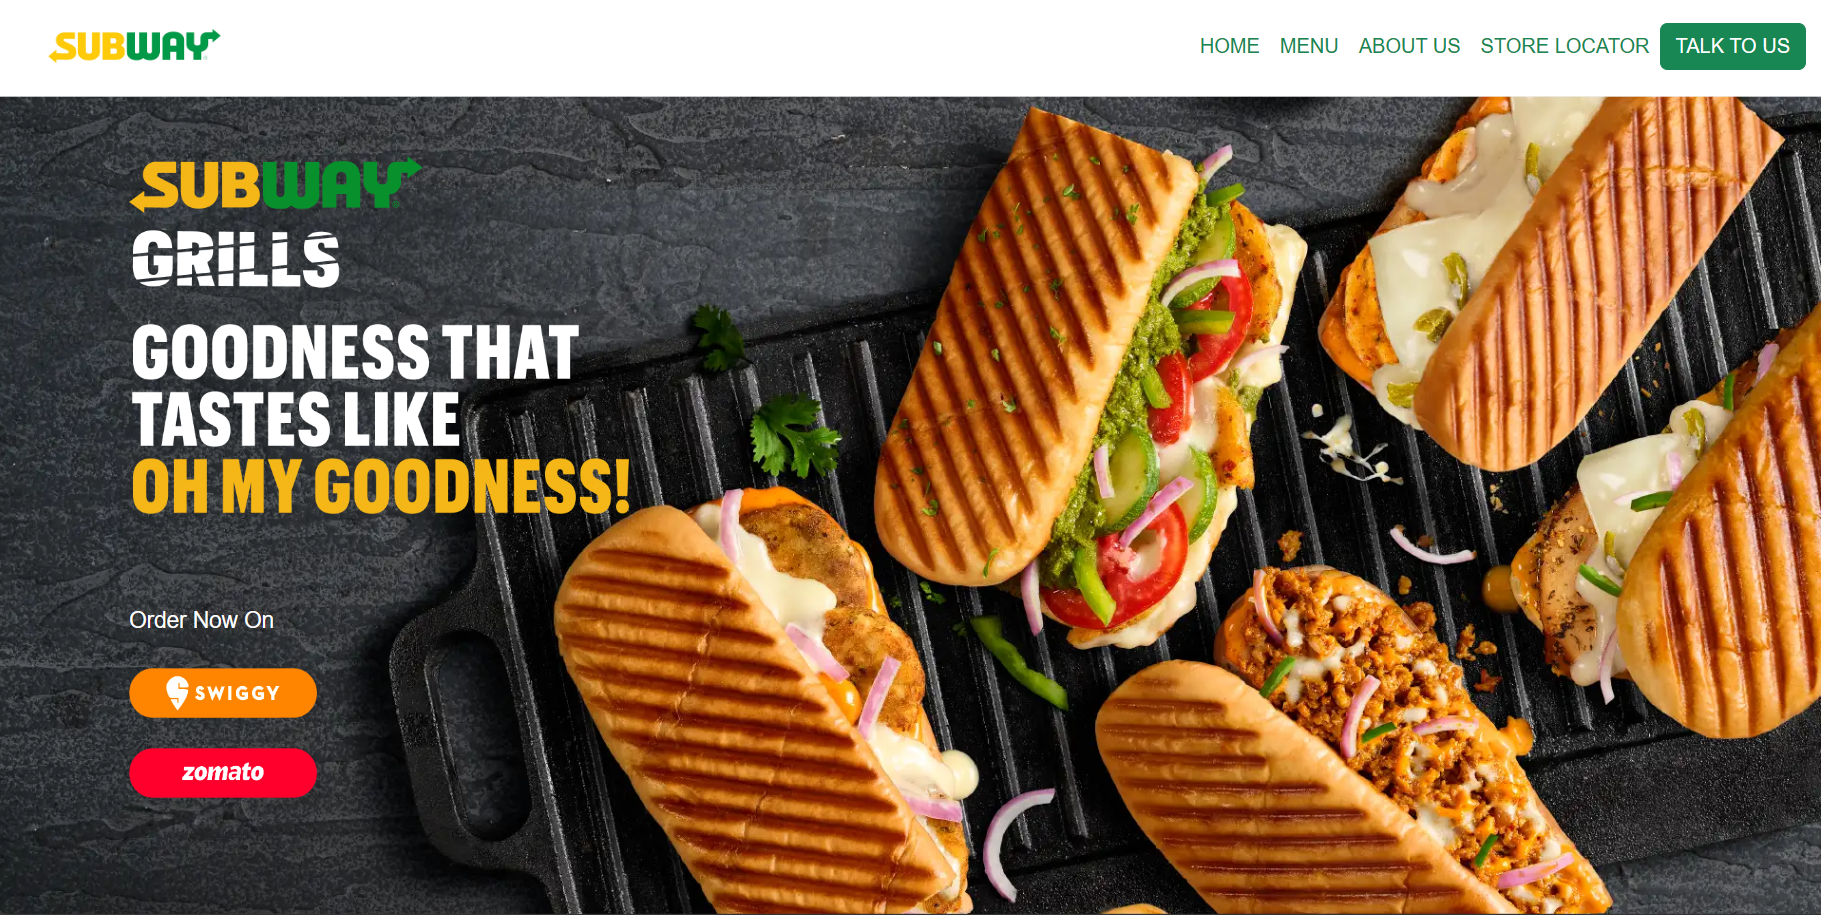 SUBWAY
HOME MENU ABOUT US STORE LOCATOR TALK TO US
SUBWAY®
GRILLS
GOODNESS THAT
TASTES LIKE
OH MY GOODNESS!
Order Now On
SWIGGY
zomato